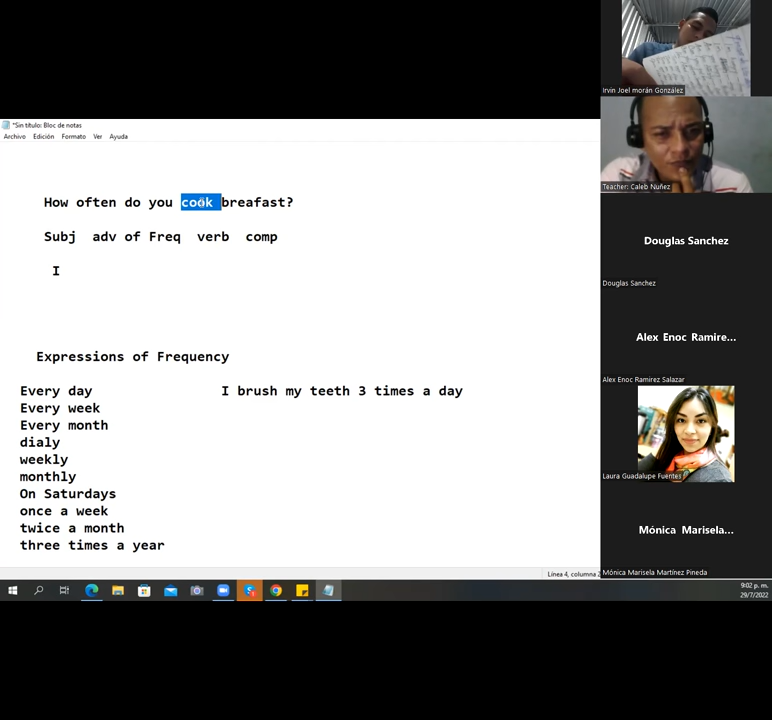 *Sin título: Bloc de notas
Archivo Edición Formato Ver Ayuda
How often do you cook breafast?
Subj adv of Freq verb comp
I
Expressions of Frequency
Every day I brush my teeth 3 times a day
Every week
Every month
dialy
weekly
monthly
On Saturdays
once a week
twice a month
three times a year
Línea 4, columna 2
9:02 p. m.
29/7/2022
Irvin Joel morán González
Teacher: Caleb Nuñez
Douglas Sanchez
Douglas Sanchez
Alex Enoc Ramire...
Alex Enoc Ramirez Salazar
Laura Guadalupe Fuentes
Mónica Marisela...
Mónica Marisela Martínez Pineda